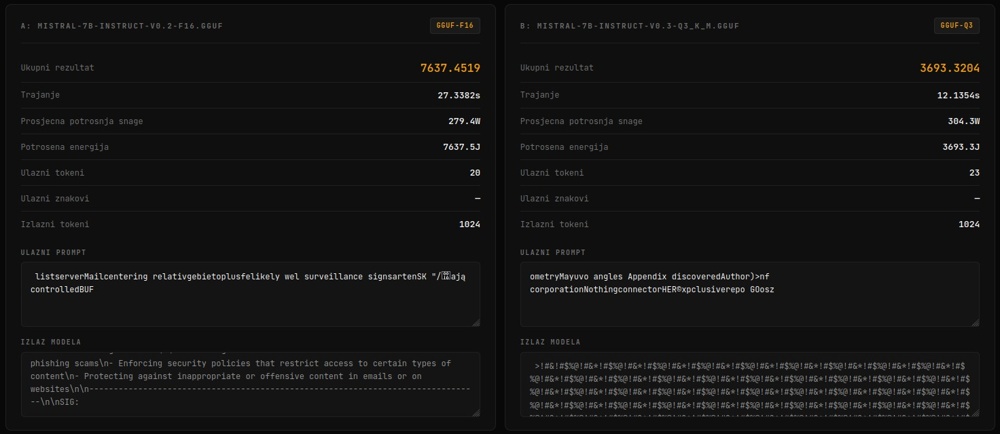 A: MISTRAL-7B-INSTRUCT-V0.2-F16.GGUF
GGUF-F16
Ukupni rezultat 7637.4519
Trajanje 27.3382s
Prosjecna potrosnja snage 279.4W
Potrosena energija 7637.5J
Ulazni tokeni 20
Ulazni znakovi —
Izlazni tokeni 1024
ULAZNI PROMPT
listserverMailcentering relativgebietoplusfelikely wel surveillance signsartenSK "/ają
controlledBUF
IZLAZ MODELA
phishing scams\n- Enforcing security policies that restrict access to certain types of
content\n- Protecting against inappropriate or offensive content in emails or on
websites\n\n------------------------------------------------------------------------------
--\n\nSIG:
B: MISTRAL-7B-INSTRUCT-V0.3-Q3_K_M.GGUF
GGUF-Q3
Ukupni rezultat 3693.3204
Trajanje 12.1354s
Prosjecna potrosnja snage 304.3W
Potrosena energija 3693.3J
Ulazni tokeni 23
Ulazni znakovi —
Izlazni tokeni 1024
ULAZNI PROMPT
ometryMayuvo angles Appendix discoveredAuthor)>nf
corporationNothingconnectorHER©xpclusiverepo GOosz
IZLAZ MODELA
>!#&!#$%@!#&*!#$%@!#&*!#$%@!#&*!#$%@!#&*!#$%@!#&*!#$%@!#&*!#$%@!#&*!#$%@!#&*!#$%@!#&*!#$
%@!#&*!#$%@!#&*!#$%@!#&*!#$%@!#&*!#$%@!#&*!#$%@!#&*!#$%@!#&*!#$%@!#&*!#$%@!#&*!#$%@!#&*!#$
%@!#&*!#$%@!#&*!#$%@!#&*!#$%@!#&*!#$%@!#&*!#$%@!#&*!#$%@!#&*!#$%@!#&*!#$%@!#&*!#$%@!#&*!#$
%@!#&*!#$%@!#&*!#$%@!#&*!#$%@!#&*!#$%@!#&*!#$%@!#&*!#$%@!#&*!#$%@!#&*!#$%@!#&*!#$%@!#&*!#$